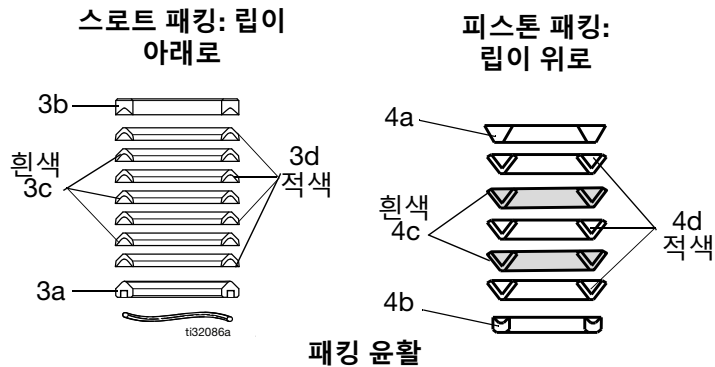 스로트 패킹: 립이
아래로
3b
흰색
3c
3d
적색
3a
ti32086a
피스톤 패킹:
립이 위로
4a
흰색
4c
4d
적색
4b
패킹 윤활